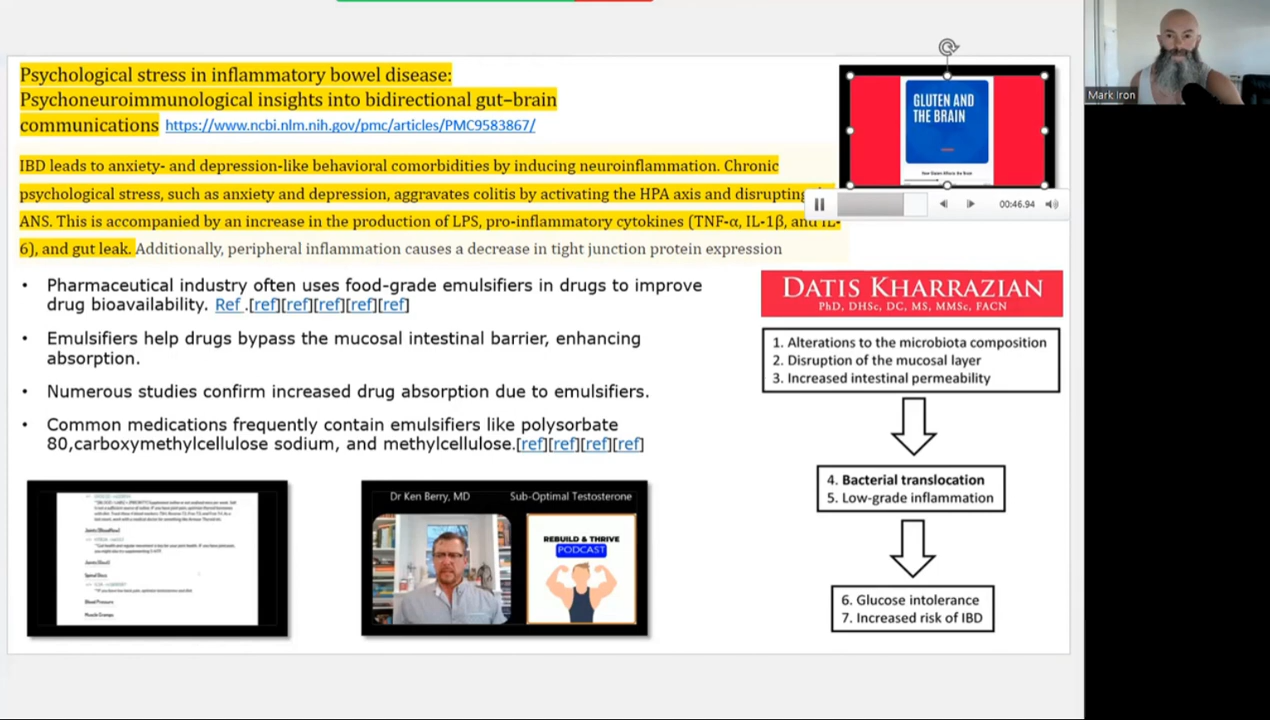 Psychological stress in inflammatory bowel disease:
Psychoneuroimmunological insights into bidirectional gut–brain
communications https://www.ncbi.nlm.nih.gov/pmc/articles/PMC9583867/
IBD leads to anxiety- and depression-like behavioral comorbidities by inducing neuroinflammation. Chronic
psychological stress, such as anxiety and depression, aggravates colitis by activating the HPA axis and disrupting
ANS. This is accompanied by an increase in the production of LPS, pro-inflammatory cytokines (TNF-α, IL-1β, and IL-
6), and gut leak. Additionally, peripheral inflammation causes a decrease in tight junction protein expression
GLUTEN AND
THE BRAIN
00:46.94
Mark Iron
• Pharmaceutical industry often uses food-grade emulsifiers in drugs to improve
drug bioavailability. Ref .[ref][ref][ref][ref][ref]
• Emulsifiers help drugs bypass the mucosal intestinal barrier, enhancing
absorption.
• Numerous studies confirm increased drug absorption due to emulsifiers.
• Common medications frequently contain emulsifiers like polysorbate
80,carboxymethylcellulose sodium, and methylcellulose.[ref][ref][ref][ref]
DATIS KHARRAZIAN
PhD, DHSc, DC, MS, MMSc, FACN
1. Alterations to the microbiota composition
2. Disruption of the mucosal layer
3. Increased intestinal permeability
4. Bacterial translocation
5. Low-grade inflammation
6. Glucose intolerance
7. Increased risk of IBD
Dr Ken Berry, MD
Sub-Optimal Testosterone
REBUILD & THRIVE
PODCAST
Spinal Discs
Blood Pressure
Muscle Cramps